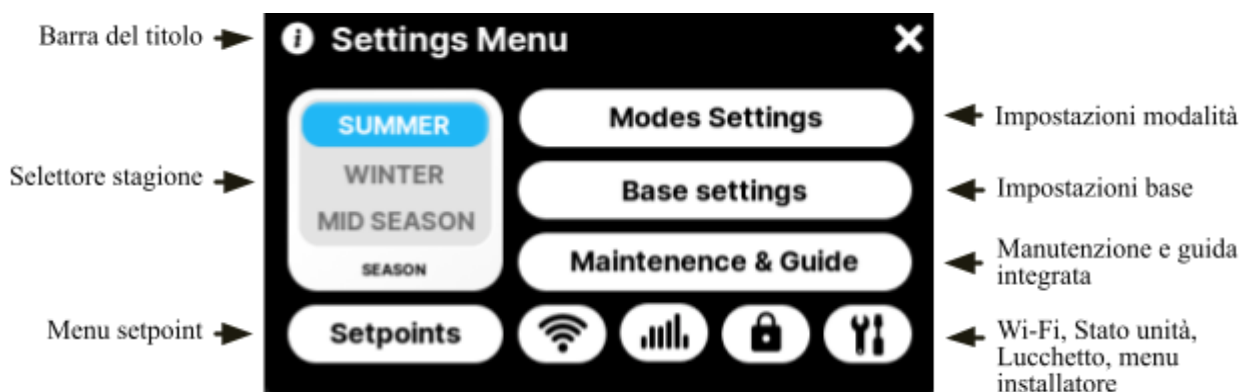 Barra del titolo
Settings Menu
SUMMER
Modes Settings
Impostazioni modalità
Selettore stagione
WINTER
Base settings
Impostazioni base
MID SEASON
SEASON
Maintenence & Guide
Manutenzione e guida
integrata
Menu setpoint
Setpoints
Wi-Fi, Stato unità,
Lucchetto, menu
installatore